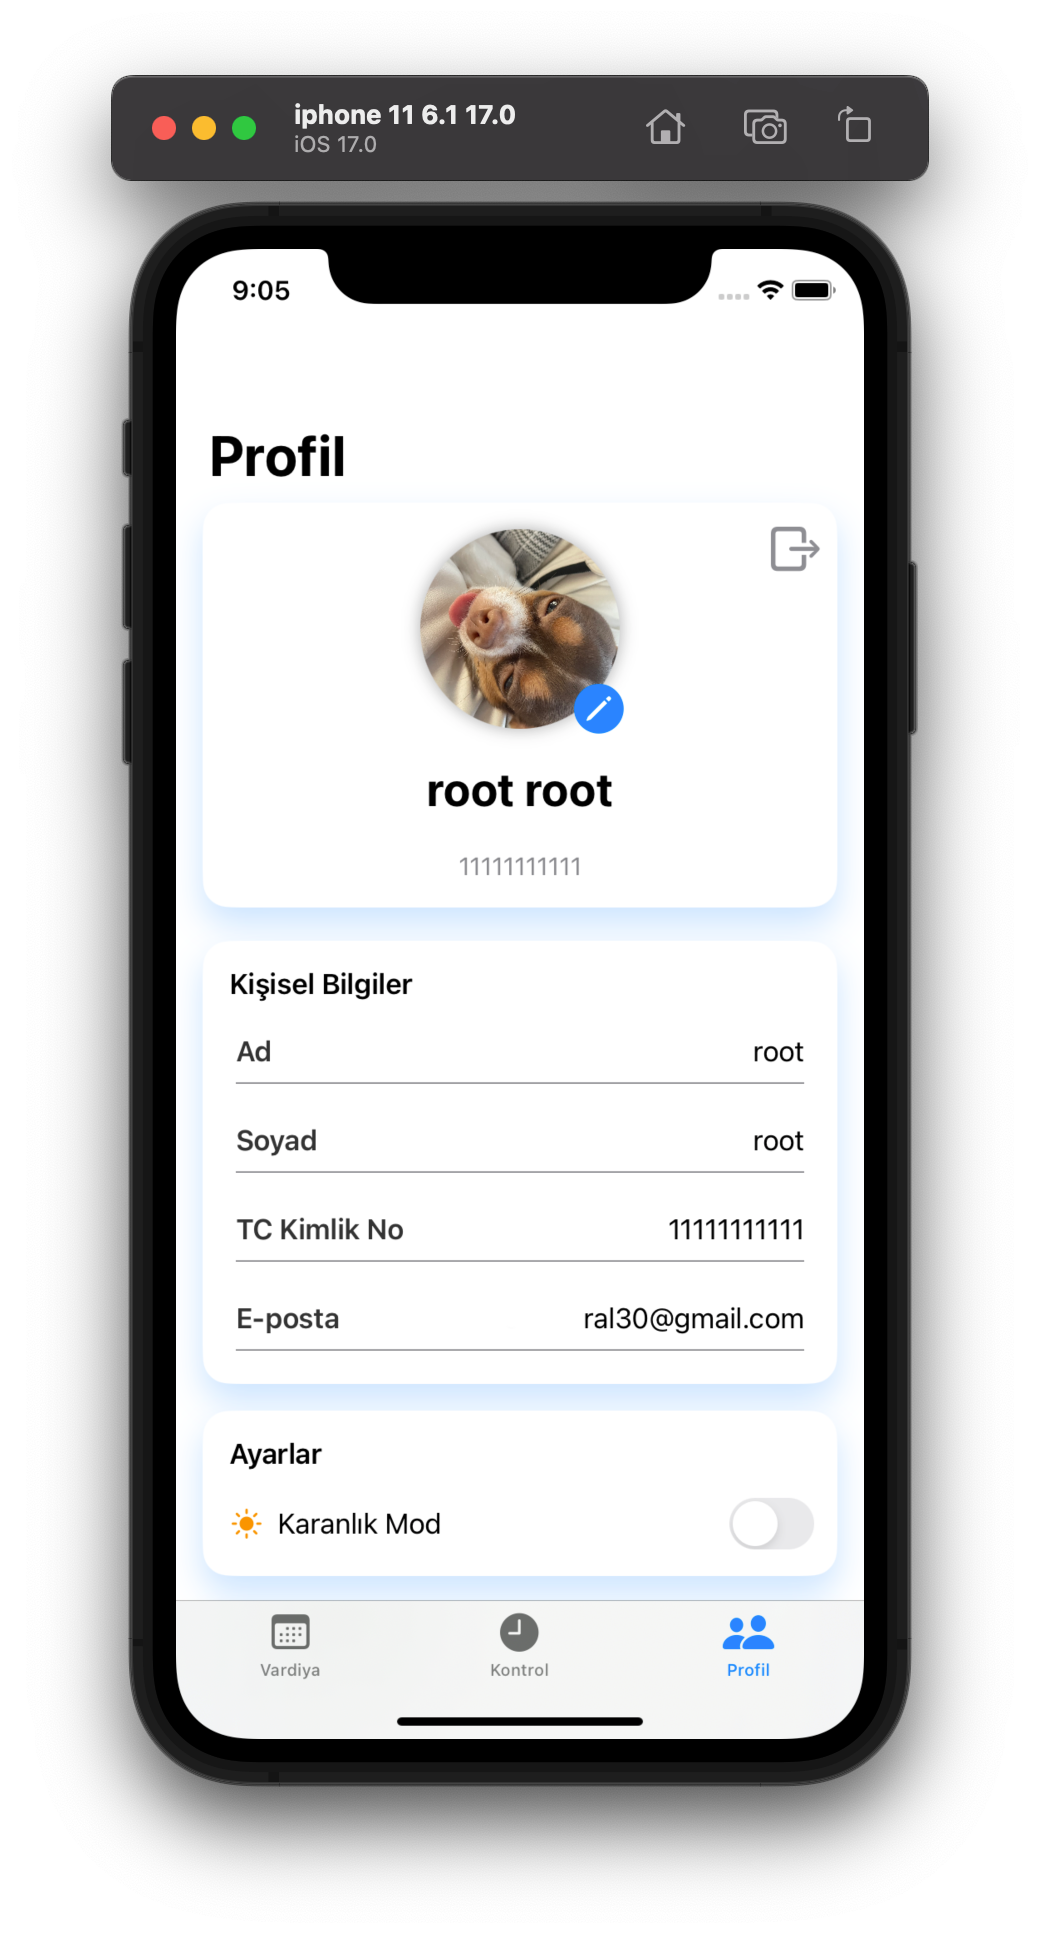 iphone 11 6.1 17.0
iOS 17.0
9:05
Profil
root root
11111111111
Kişisel Bilgiler
Ad root
Soyad root
TC Kimlik No 11111111111
E-posta ral30@gmail.com
Ayarlar
Karanlık Mod
Vardiya Kontrol Profil